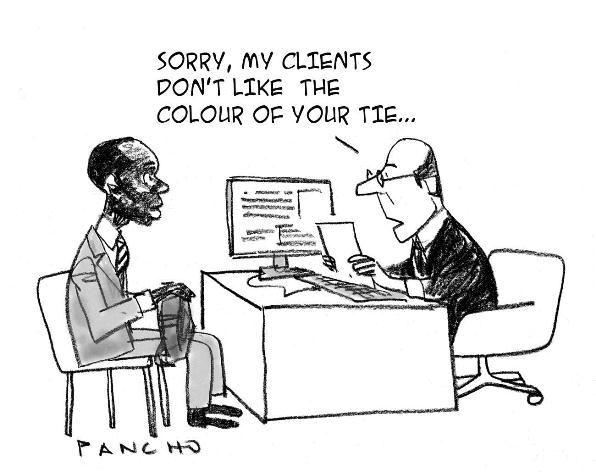 SORRY, MY CLIENTS
DON'T LIKE THE
COLOUR OF YOUR TIE...
PANCHO